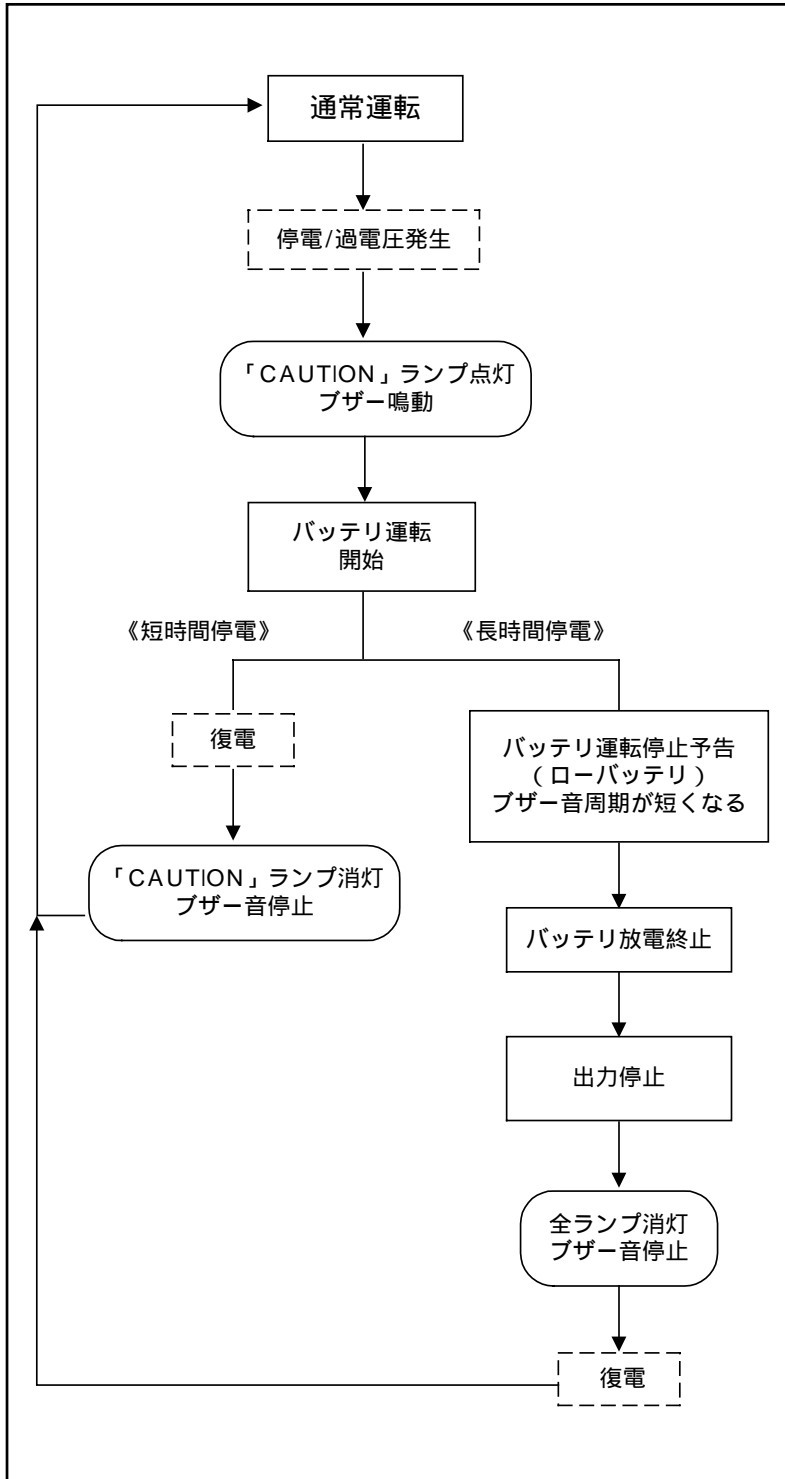 通常運転
停電/過電圧発生
「CAUTION」ランプ点灯
ブザー鳴動
バッテリ運転
開始
《短時間停電》
《長時間停電》
復電
「CAUTION」ランプ消灯
ブザー音停止
バッテリ運転停止予告
(ローバッテリ)
ブザー音周期が短くなる
バッテリ放電終止
出力停止
全ランプ消灯
ブザー音停止
復電